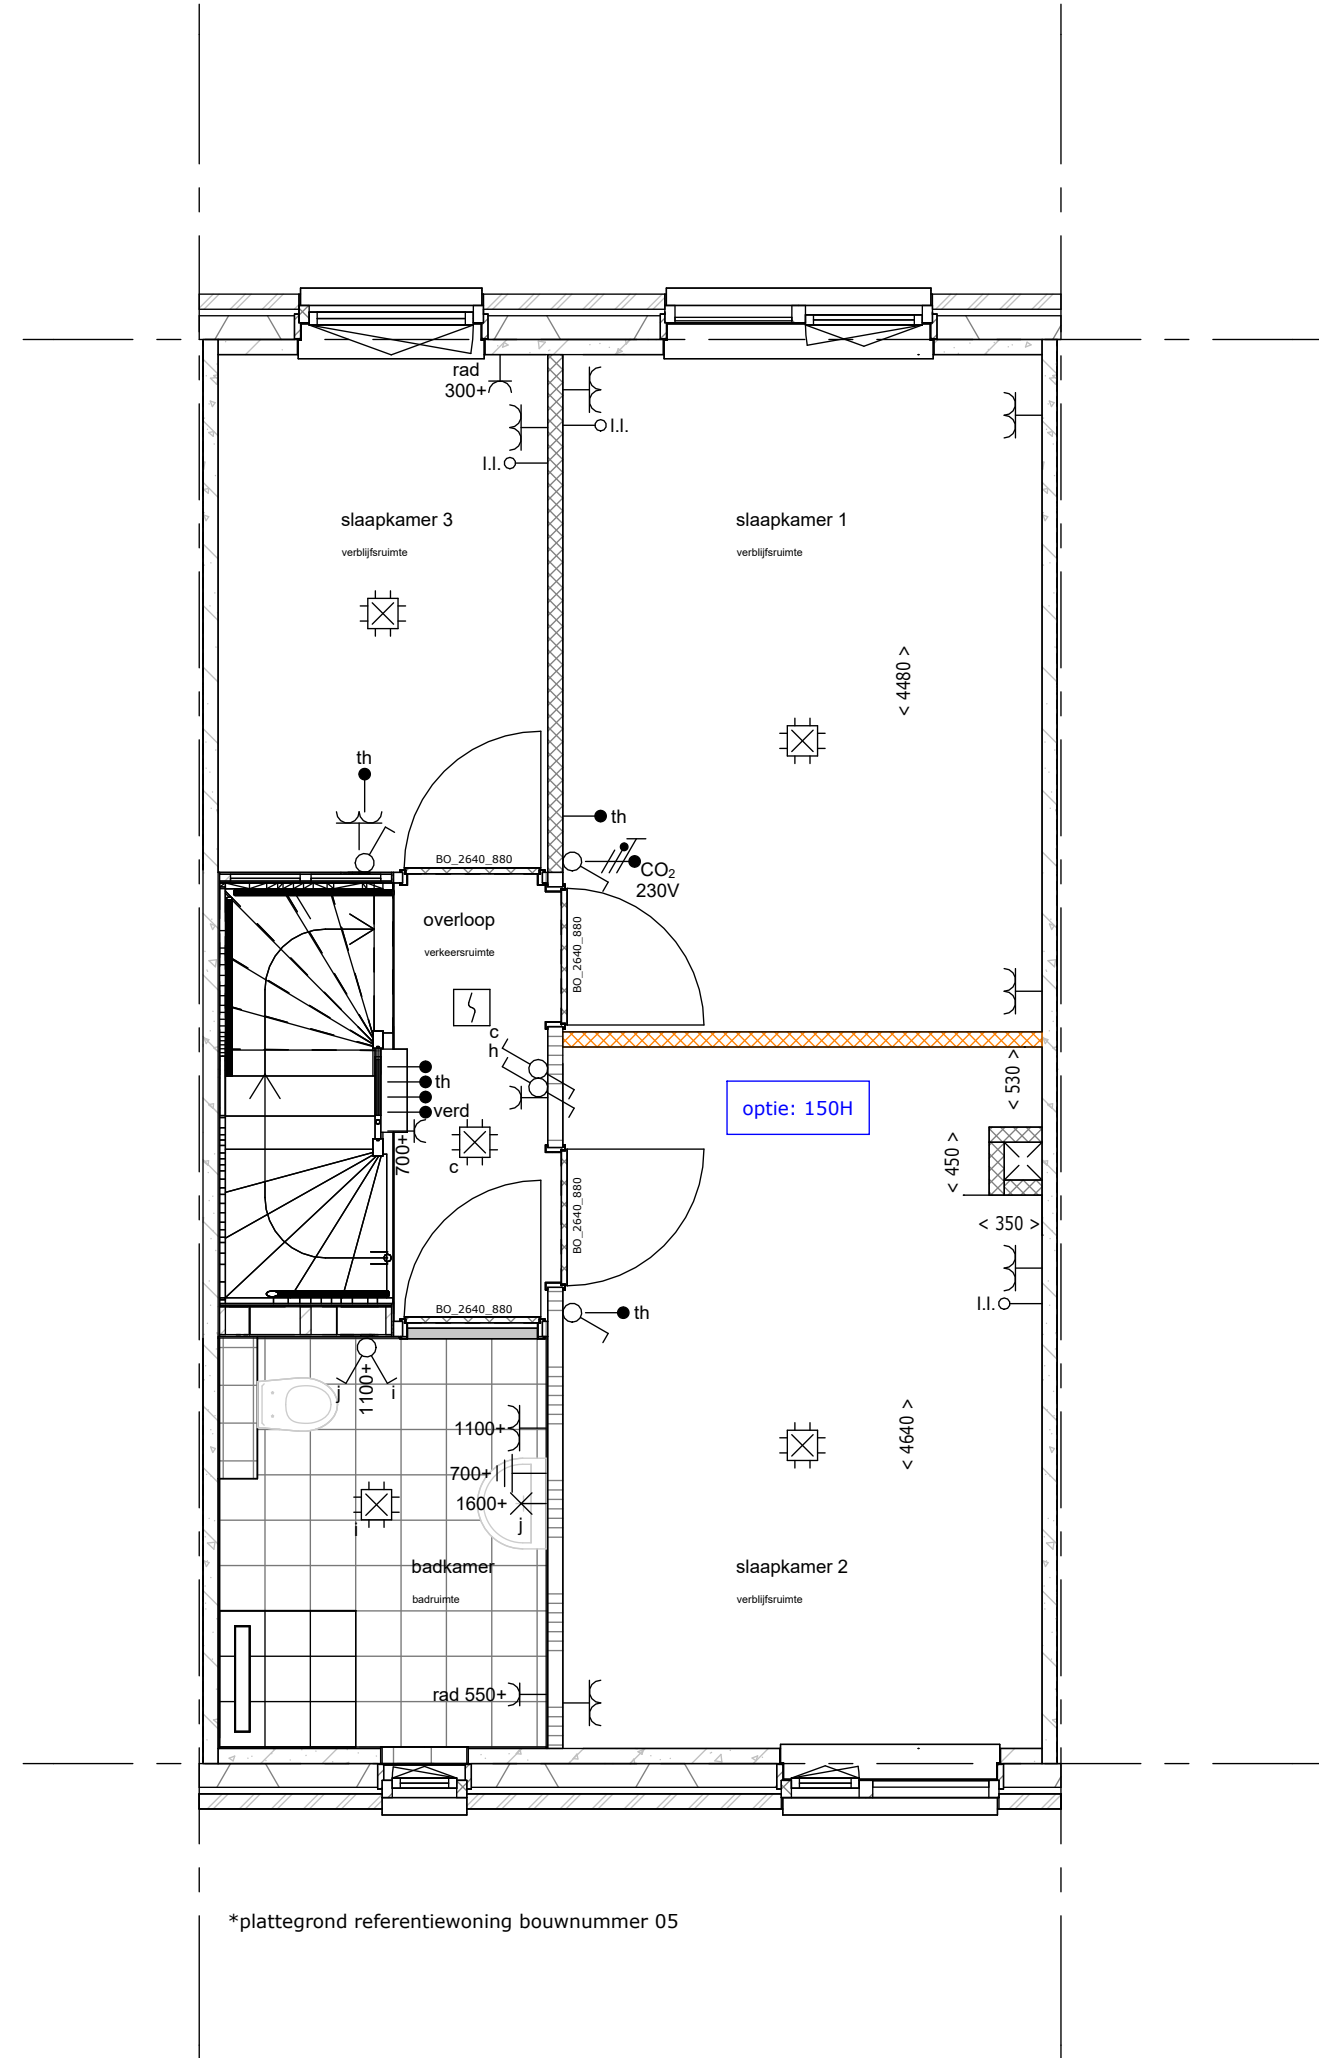 rad
300+
l.l.
l.l.
slaapkamer 3
verblijfsruimte
slaapkamer 1
verblijfsruimte
< 4480 >
th
th
BO_2640_880
CO₂
230V
overloop
verkeersruimte
BO_2640_880
c
h
th
verd
700+
c
optie: 150H
< 530 >
< 450 >
< 350 >
BO_2640_880
l.l.
BO_2640_880
th
j
1100+
i
1100+
700+
1600+
j
i
< 4640 >
badkamer
badruimte
slaapkamer 2
verblijfsruimte
rad 550+
*plattegrond referentiewoning bouwnummer 05